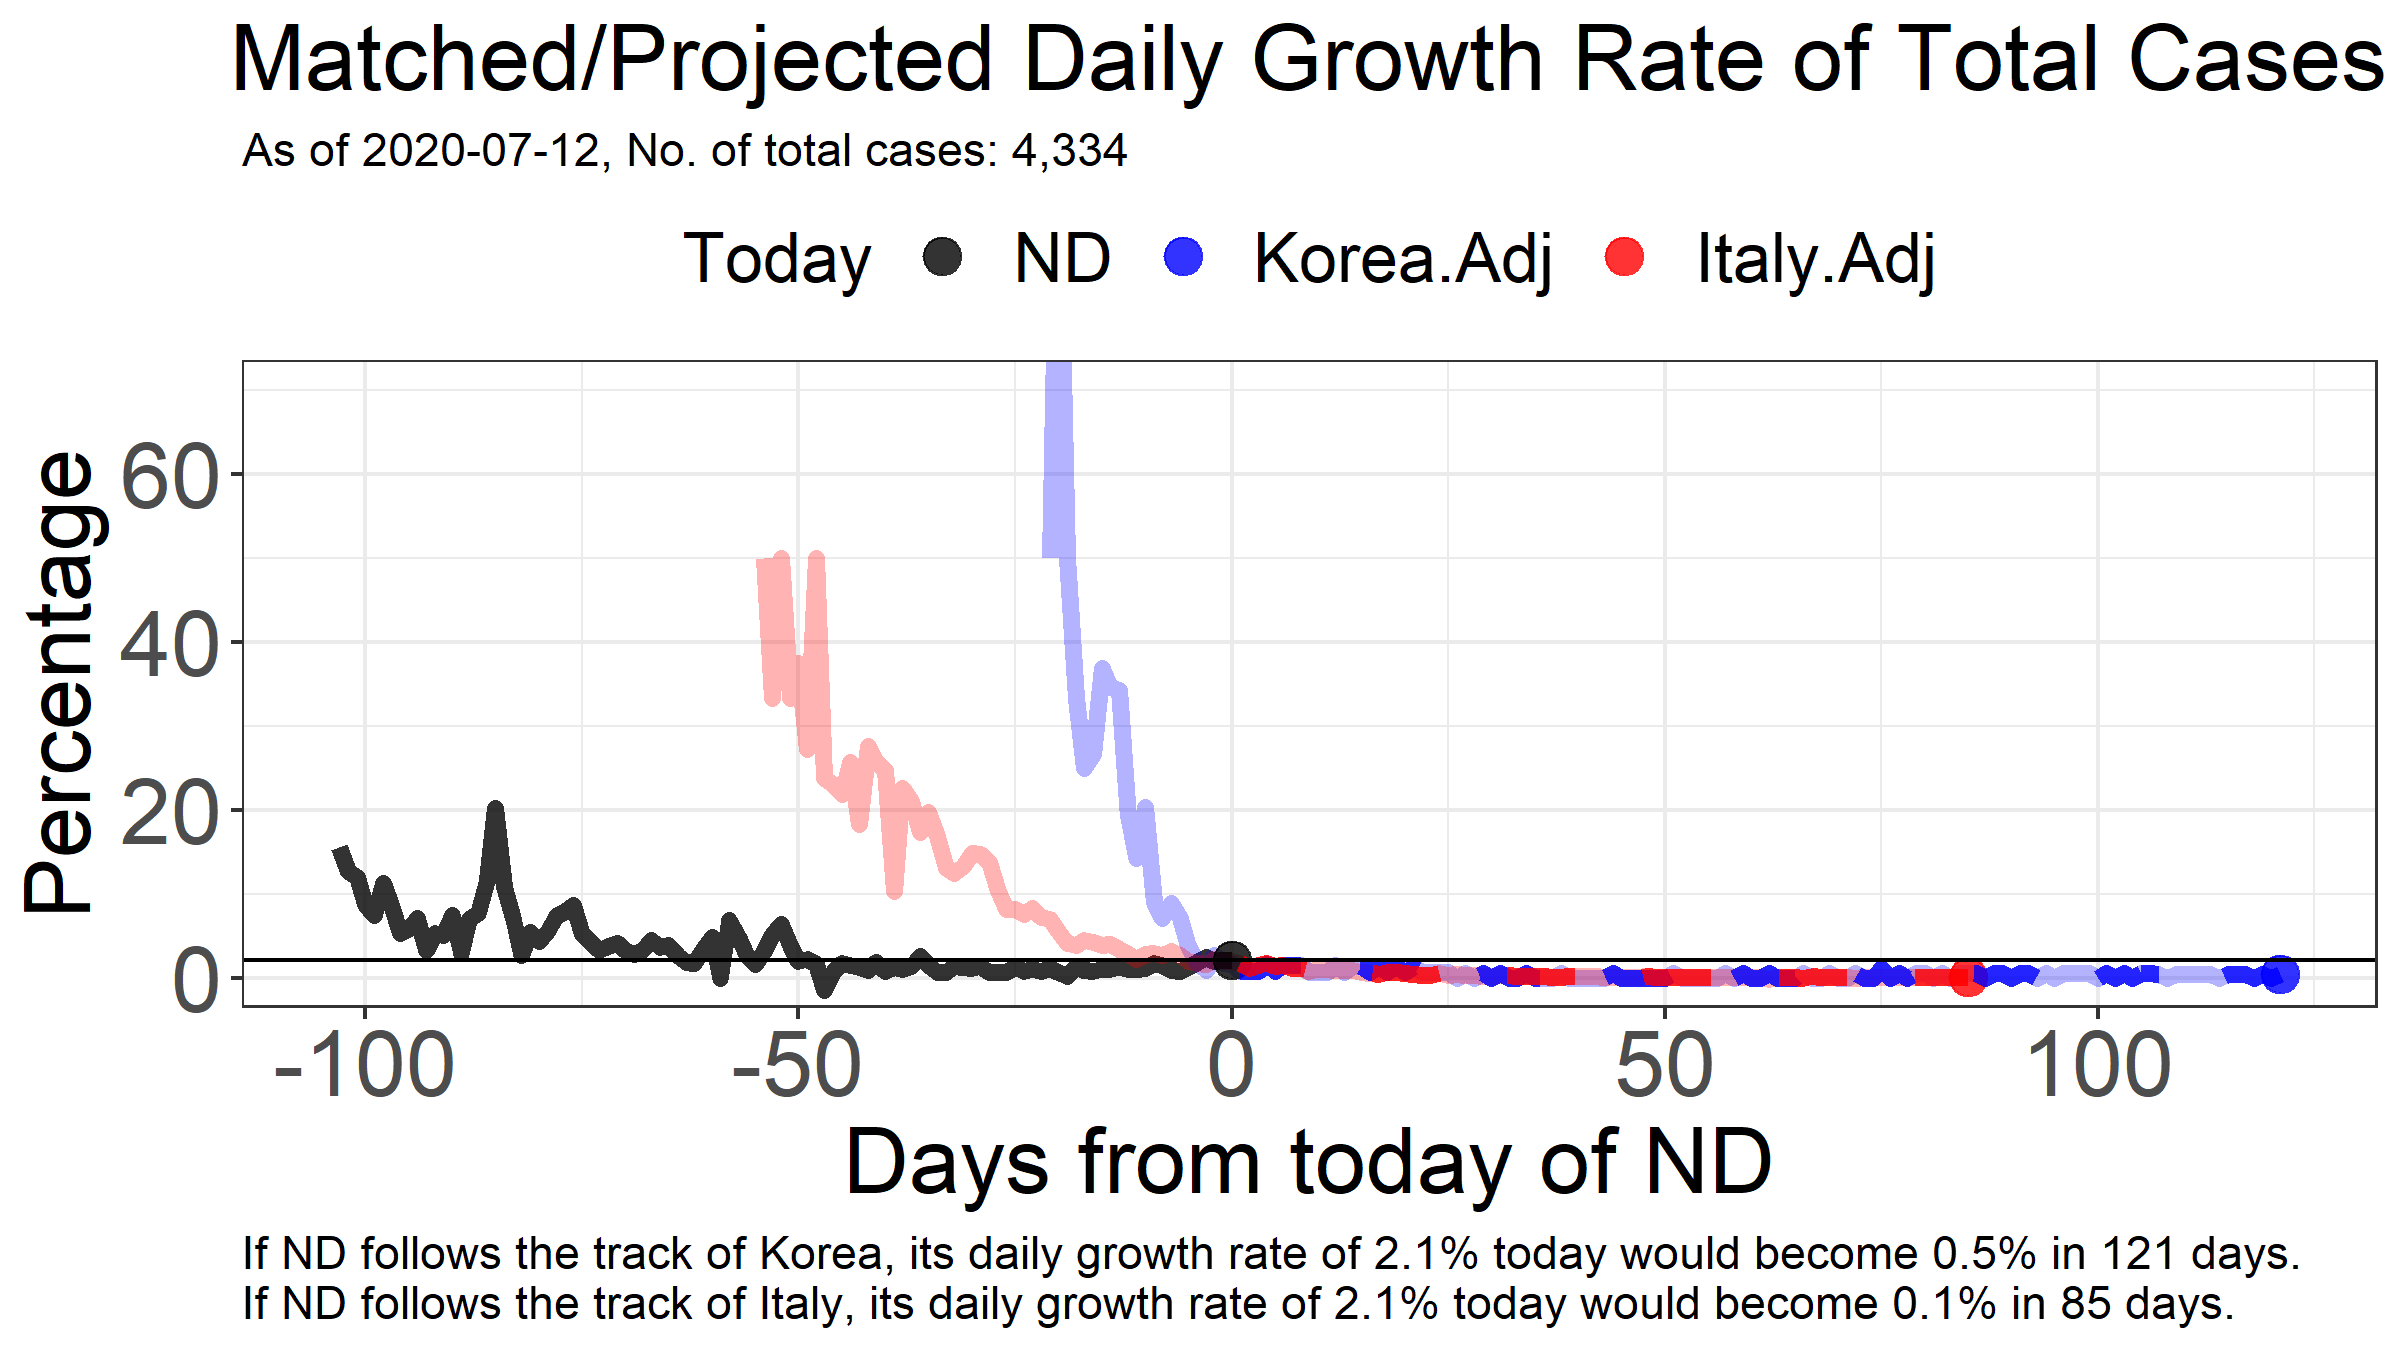 Matched/Projected Daily Growth Rate of Total Cases
As of 2020-07-12, No. of total cases: 4,334
Today ND Korea.Adj Italy.Adj
Percentage
60
40
20
0
-100 -50 0 50 100
Days from today of ND
If ND follows the track of Korea, its daily growth rate of 2.1% today would become 0.5% in 121 days.
If ND follows the track of Italy, its daily growth rate of 2.1% today would become 0.1% in 85 days.